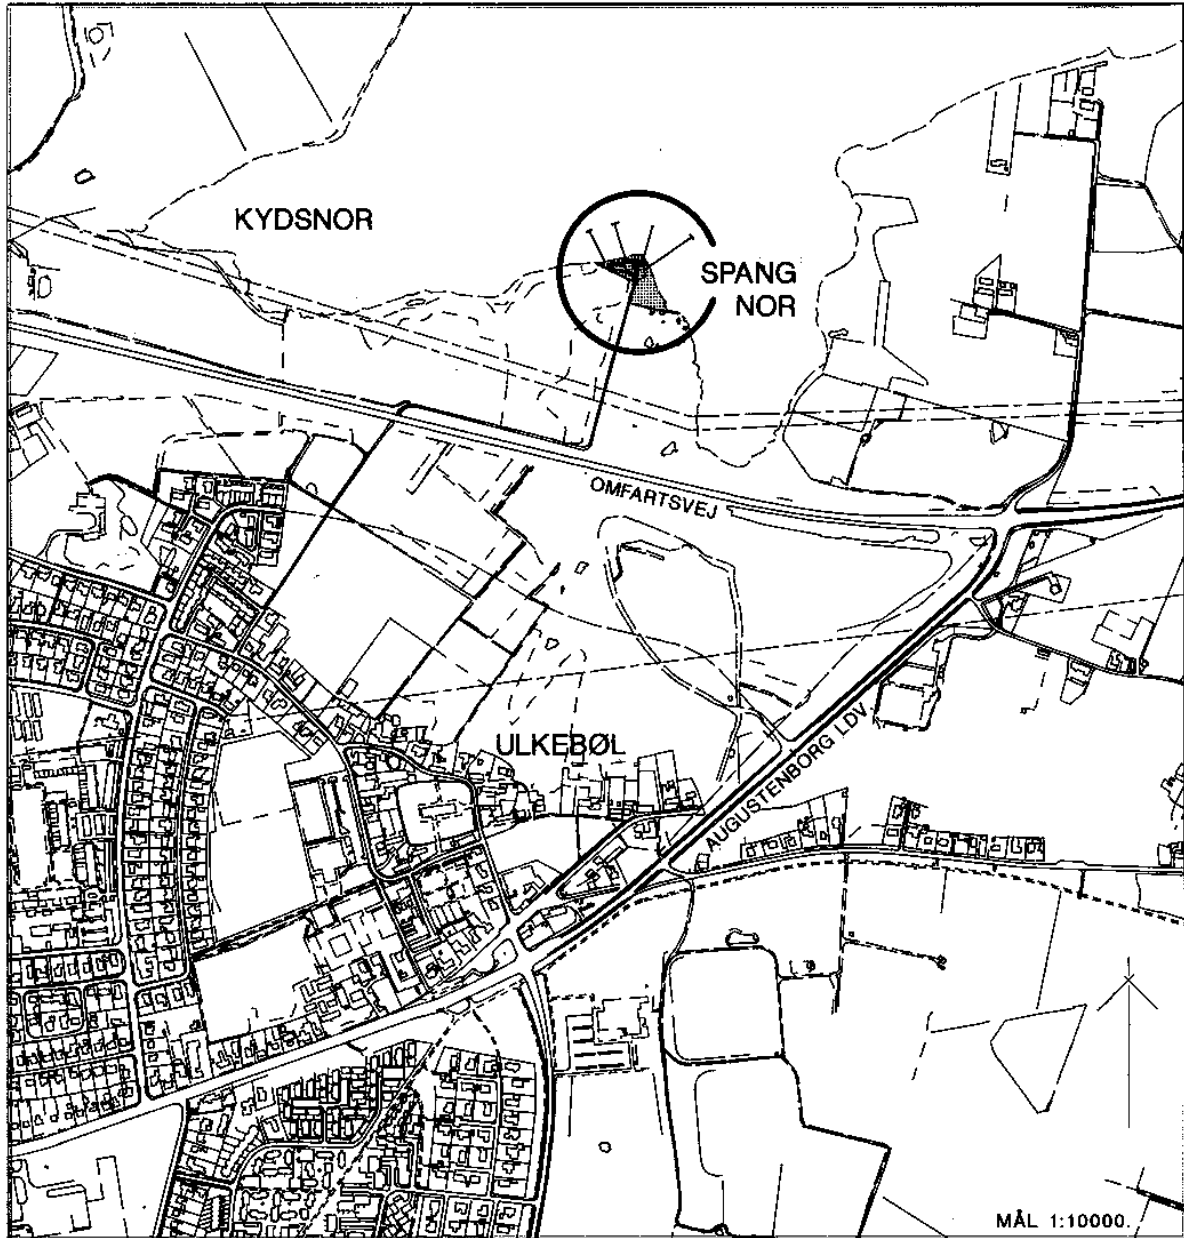 KYDSNOR
SPANG
NOR
OMFARTSVEJ
ULKEBØL
AUGUSTENBORG LDV.
MÅL 1:10000.